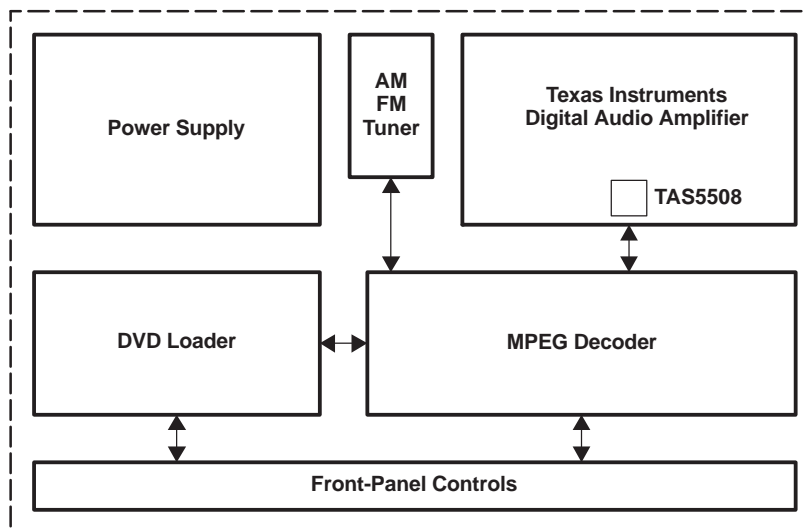 Power Supply
AM
FM
Tuner
Texas Instruments
Digital Audio Amplifier
TAS5508
DVD Loader
MPEG Decoder
Front-Panel Controls